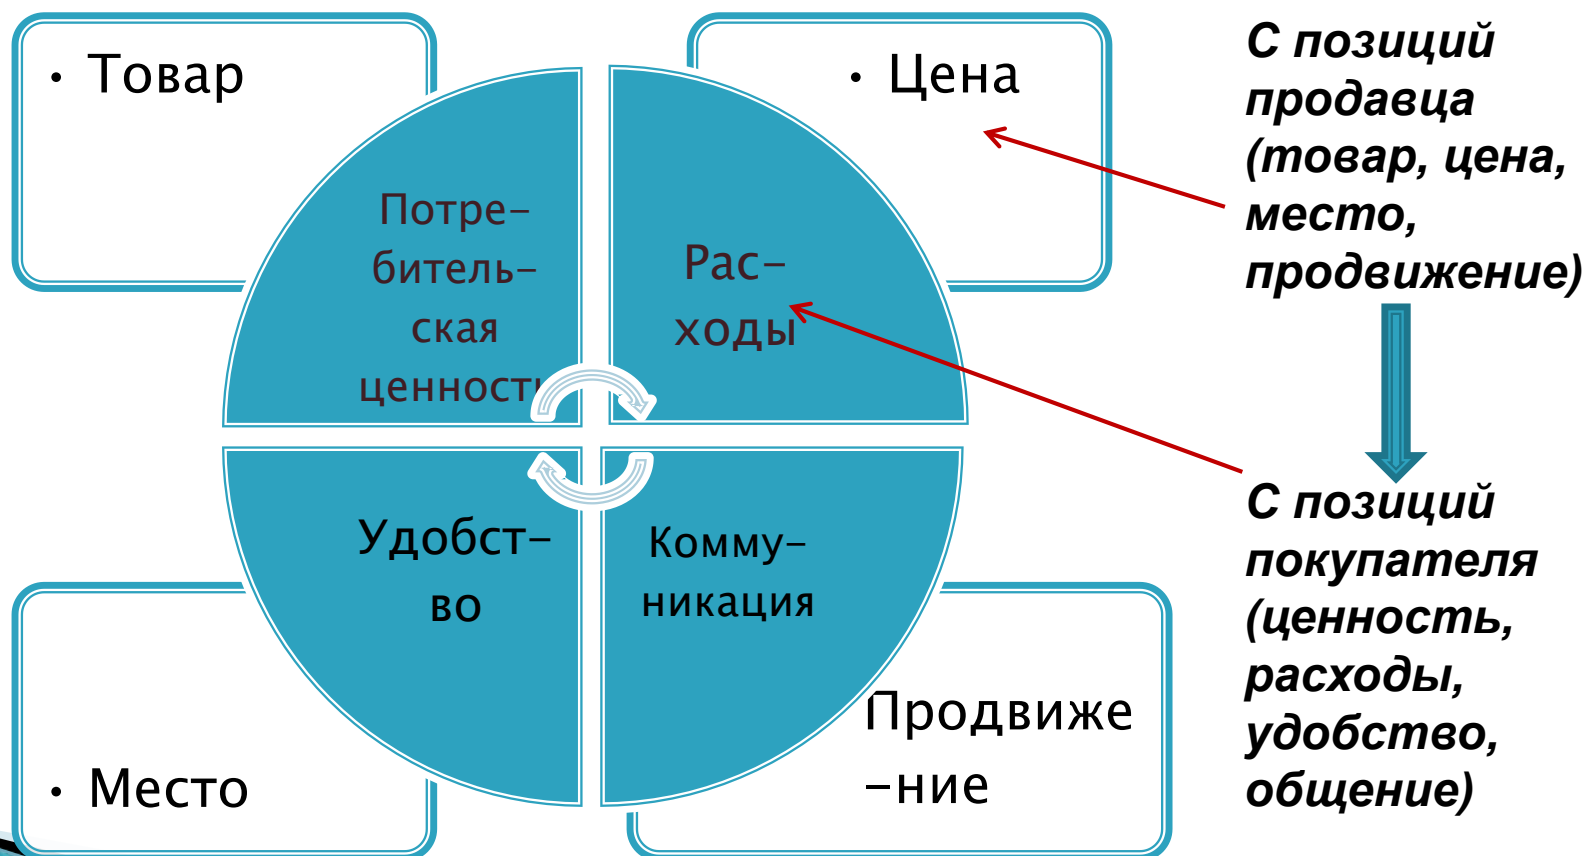 • Товар
• Цена
Потре-
битель-
ская
ценность
Рас-
ходы
Удобст-
во
Комму-
никация
• Место
Продвиже
-ние
С позиций
продавца
(товар, цена,
место,
продвижение)
С позиций
покупателя
(ценность,
расходы,
удобство,
общение)